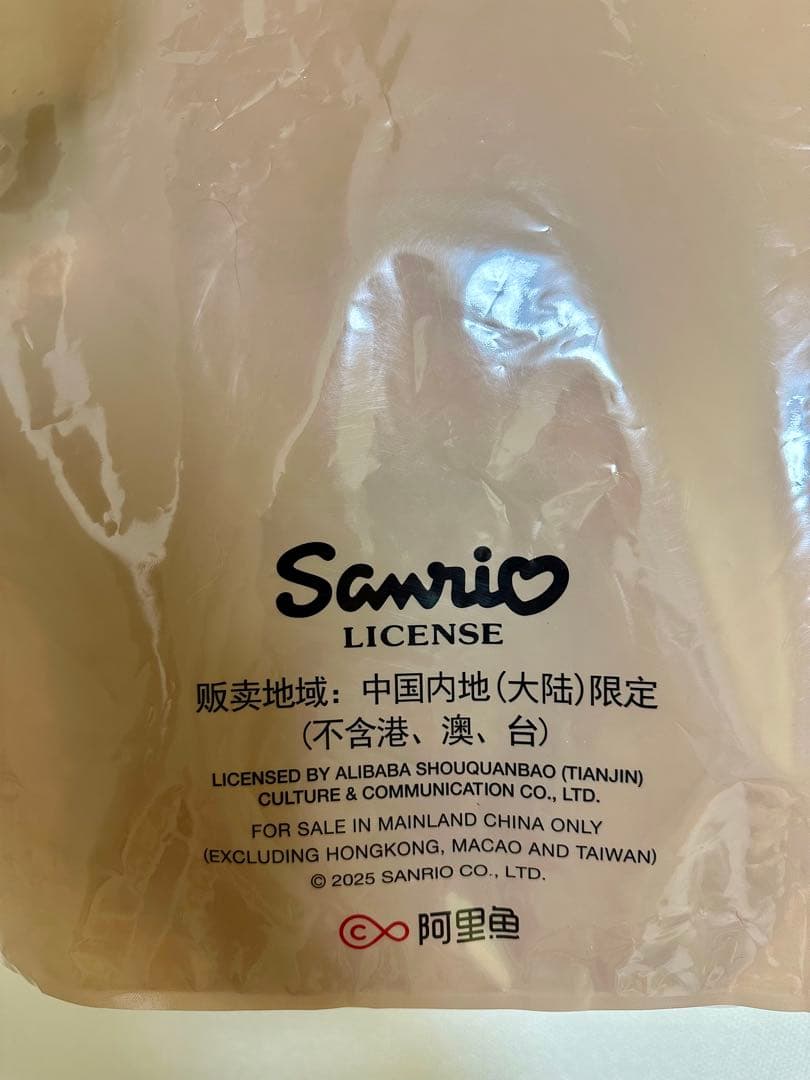 Sanrio
LICENSE
贩卖地域：中国内地(大陆)限定
(不含港、澳、台)
LICENSED BY ALIBABA SHOUQUANBAO (TIANJIN)
CULTURE & COMMUNICATION CO., LTD.
FOR SALE IN MAINLAND CHINA ONLY
(EXCLUDING HONGKONG, MACAO AND TAIWAN)
© 2025 SANRIO CO., LTD.
阿里鱼